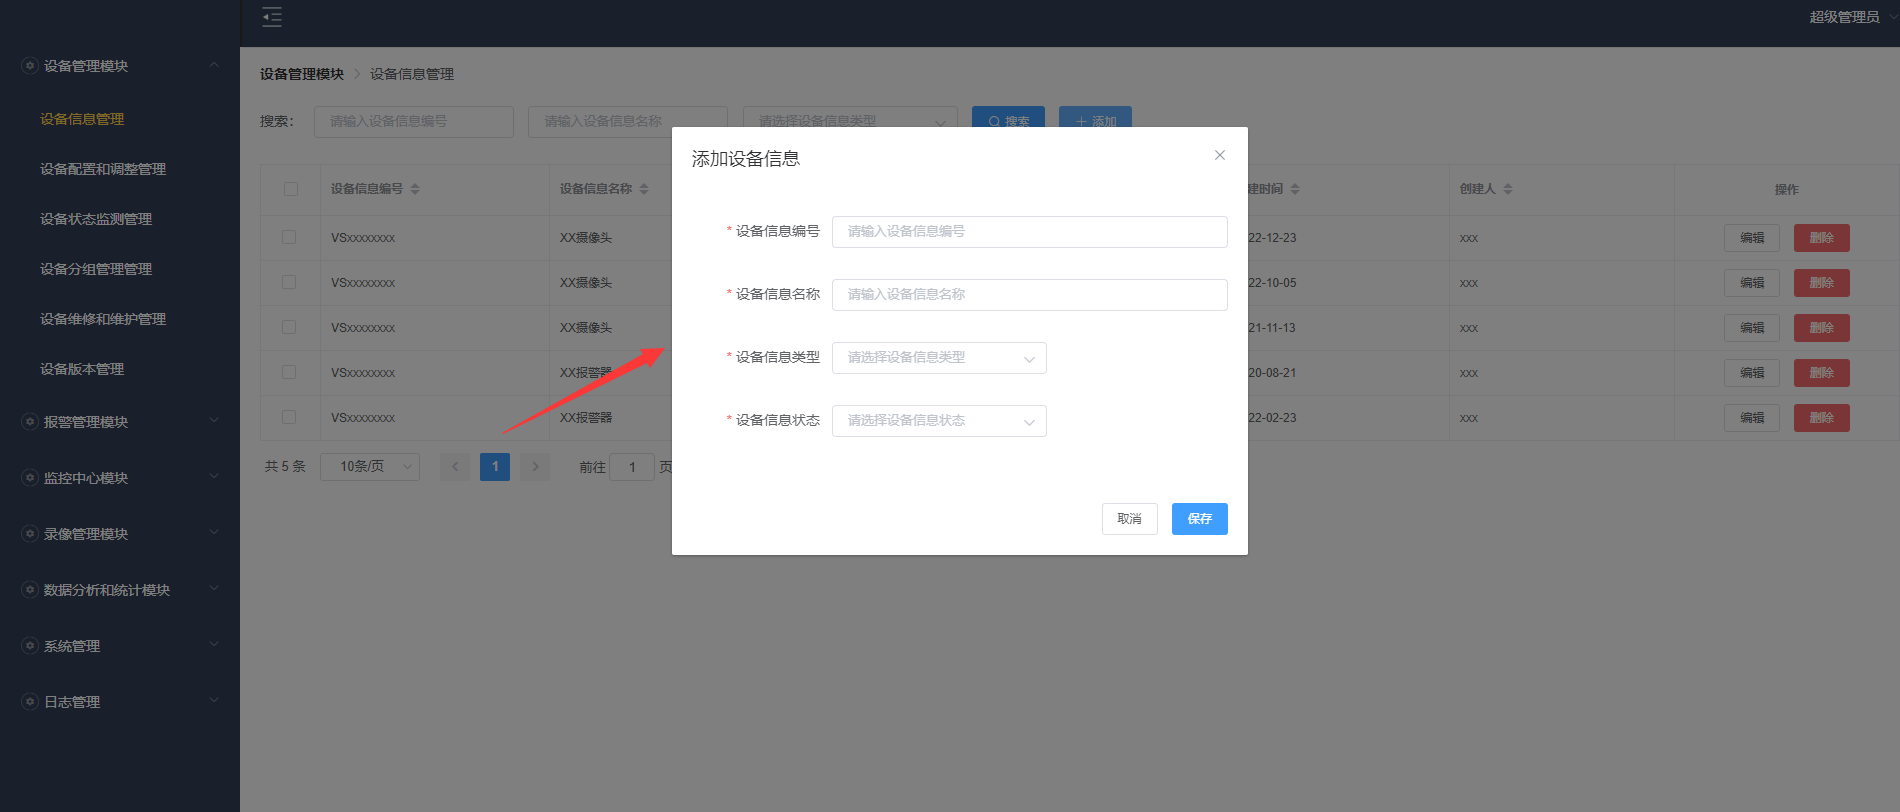 超级管理员
设备管理模块
设备信息管理
设备配置和调整管理
设备状态监测管理
设备分组管理管理
设备维修和维护管理
设备版本管理
报警管理模块
监控中心模块
录像管理模块
数据分析和统计模块
系统管理
日志管理
设备管理模块 > 设备信息管理
搜索： 请输入设备信息编号 请输入设备信息名称 请选择设备信息类型 搜索 + 添加
设备信息编号 设备信息名称 建时间 创建人 操作
VSxxxxxxxx XX摄像头 22-12-23 xxx 编辑 删除
VSxxxxxxxx XX摄像头 22-10-05 xxx 编辑 删除
VSxxxxxxxx XX摄像头 21-11-13 xxx 编辑 删除
VSxxxxxxxx XX报警器 20-08-21 xxx 编辑 删除
VSxxxxxxxx XX报警器 22-02-23 xxx 编辑 删除
共 5 条 10条/页 < 1 > 前往 1 页
添加设备信息
* 设备信息编号 请输入设备信息编号
* 设备信息名称 请输入设备信息名称
* 设备信息类型 请选择设备信息类型
* 设备信息状态 请选择设备信息状态
取消 保存